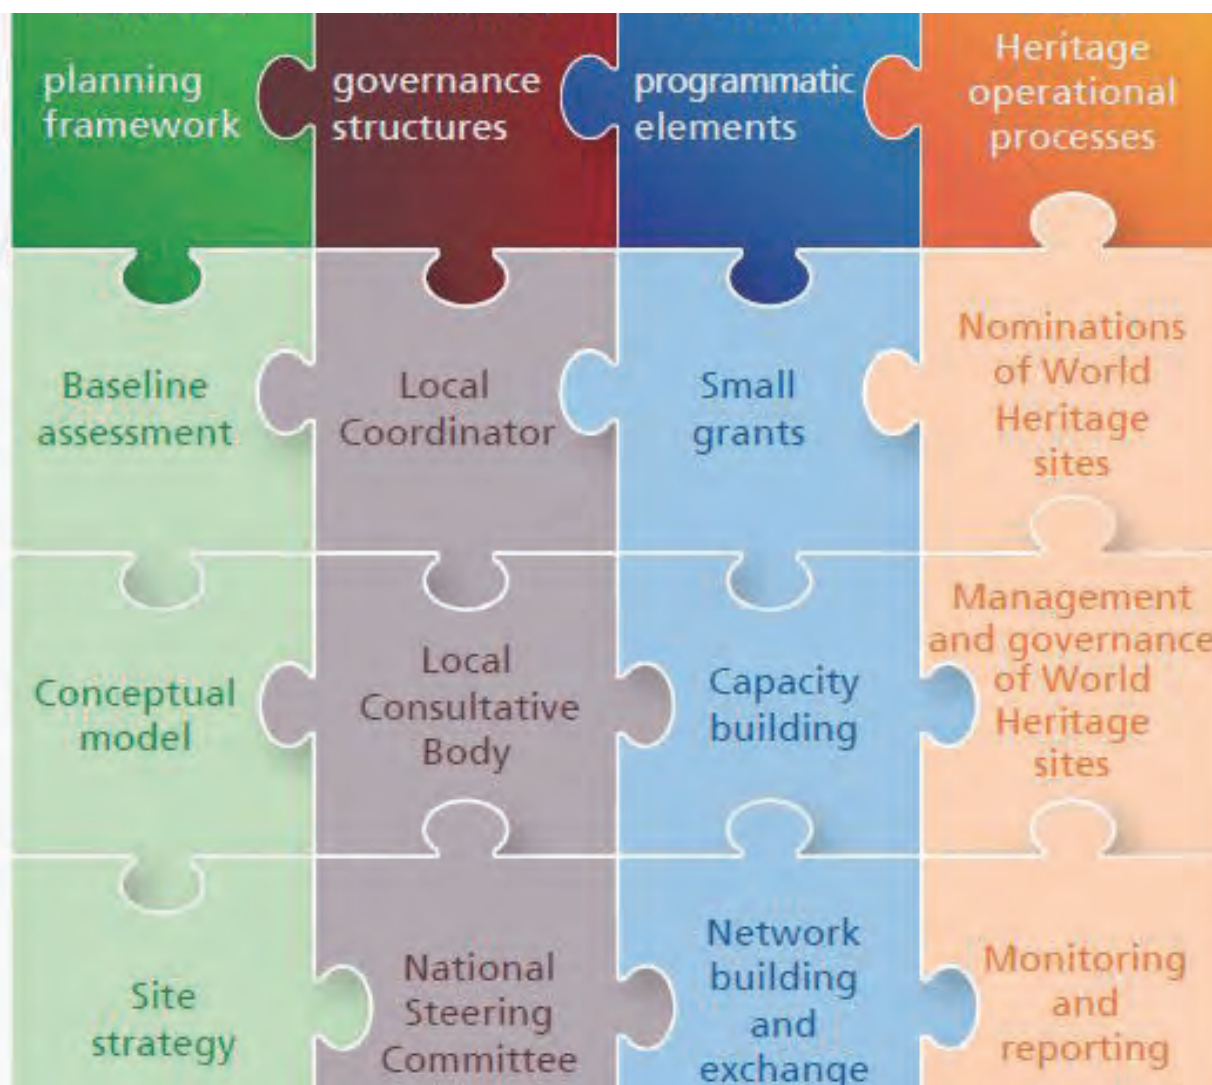 planning
framework
governance
structures
programmatic
elements
Heritage
operational
processes
Baseline
assessment
Local
Coordinator
Small
grants
Nominations
of World
Heritage
sites
Conceptual
model
Local
Consultative
Body
Capacity
building
Management
and governance
of World
Heritage
sites
Site
strategy
National
Steering
Committee
Network
building
and
exchange
Monitoring
and
reporting